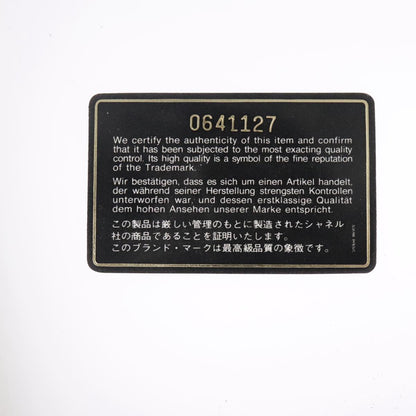 0641127
We certify the authenticity of this item and confirm
that it has been subjected to the most exacting quality
control. Its high quality is a symbol of the fine reputation
of the Trademark.
Wir bestätigen, dass es sich um einen Artikel handelt,
der während seiner Herstellung strengsten Kontrollen
unterworfen war, und dessen erstklassige Qualität
dem hohen Ansehen unserer Marke entspricht.
この製品は厳しい管理のもとに製造されたシャネル
社の商品であることを証明いたします。
このブランド・マークは最高級品質の象徴です。